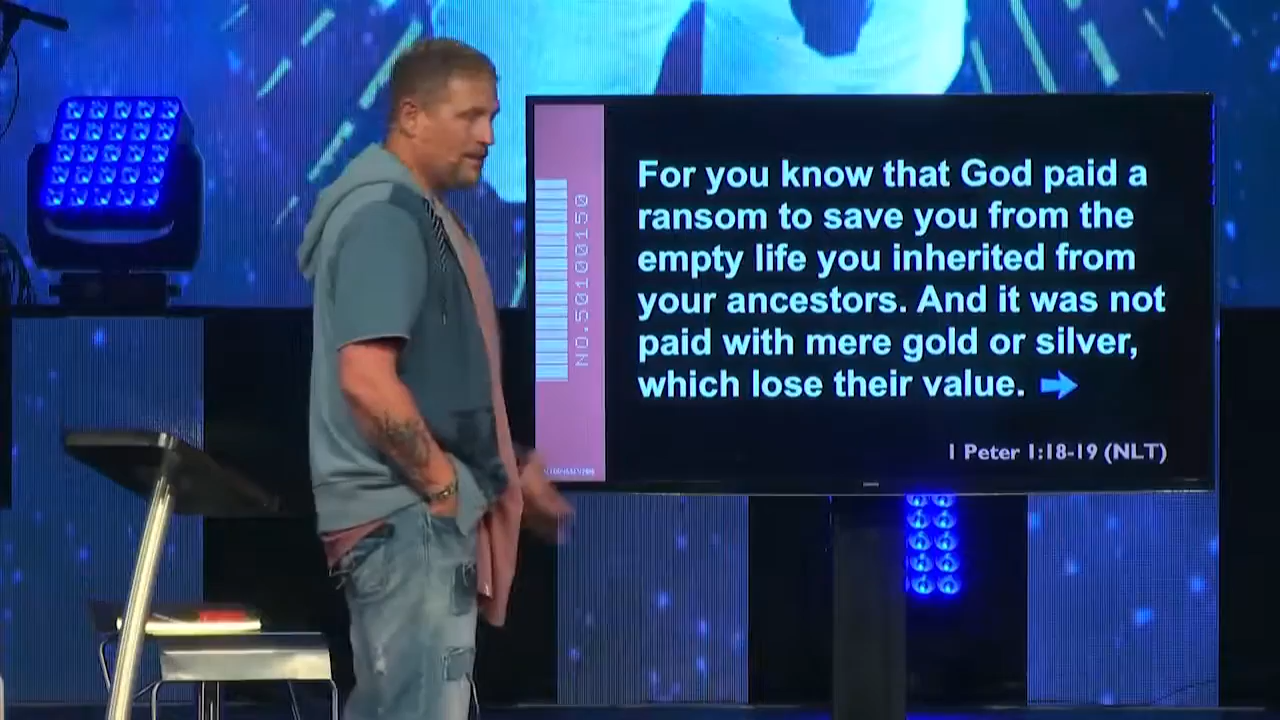 For you know that God paid a
ransom to save you from the
empty life you inherited from
your ancestors. And it was not
paid with mere gold or silver,
which lose their value.
1 Peter 1:18-19 (NLT)
NO.50100150